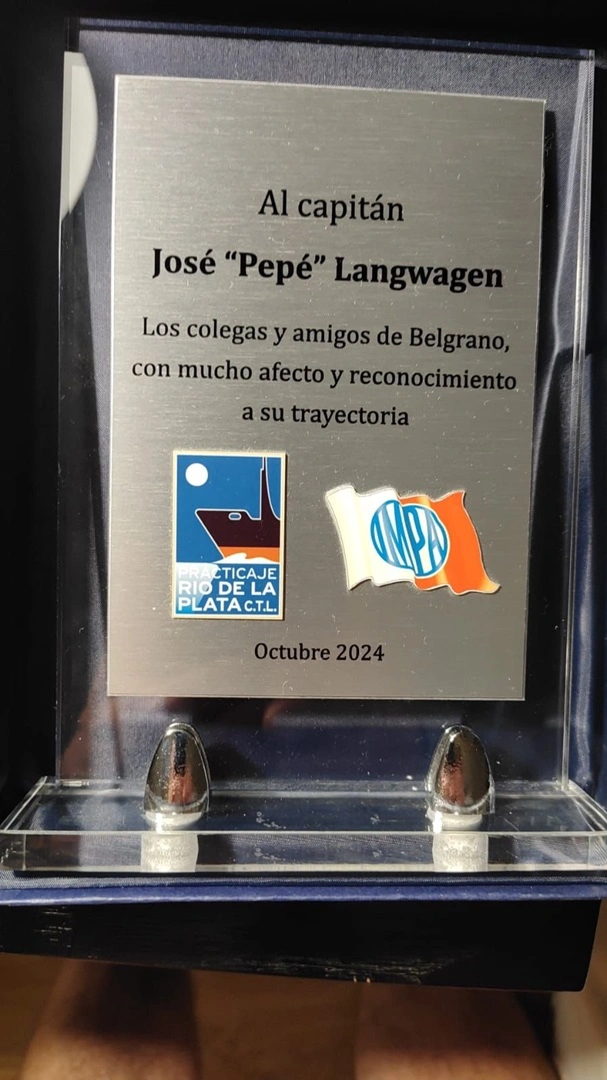 Al capitán
José “Pepé” Langwagen
Los colegas y amigos de Belgrano,
con mucho afecto y reconocimiento
a su trayectoria
PRACTICAJE
RIO DE LA
PLATA C.T.L.
IMPA
Octubre 2024